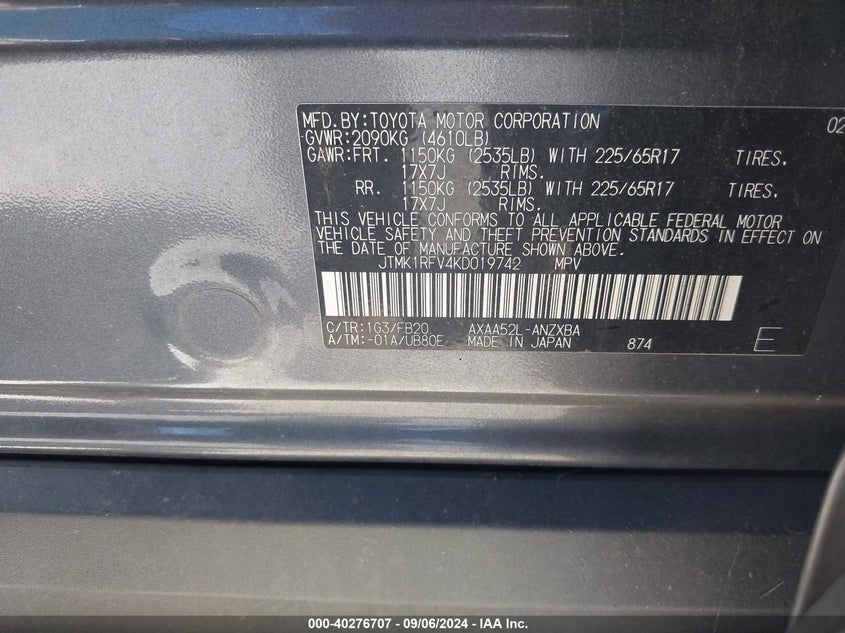 MFD.BY:TOYOTA MOTOR CORPORATION 02
GVWR:2090KG (4610LB)
GAWR:FRT. 1150KG (2535LB) WITH 225/65R17 TIRES,
17X7J RIMS.
RR. 1150KG (2535LB) WITH 225/65R17 TIRES,
17X7J RIMS.
THIS VEHICLE CONFORMS TO ALL APPLICABLE FEDERAL MOTOR
VEHICLE SAFETY AND THEFT PREVENTION STANDARDS IN EFFECT ON
THE DATE OF MANUFACTURE SHOWN ABOVE.
JTMK1RFV4KD019742 MPV
C/TR:1G3/FB20 AXAA52L-ANZXBA
A/TM:-01A/UB80E MADE IN JAPAN 874 E
000-40276707 - 09/06/2024 - IAA Inc.